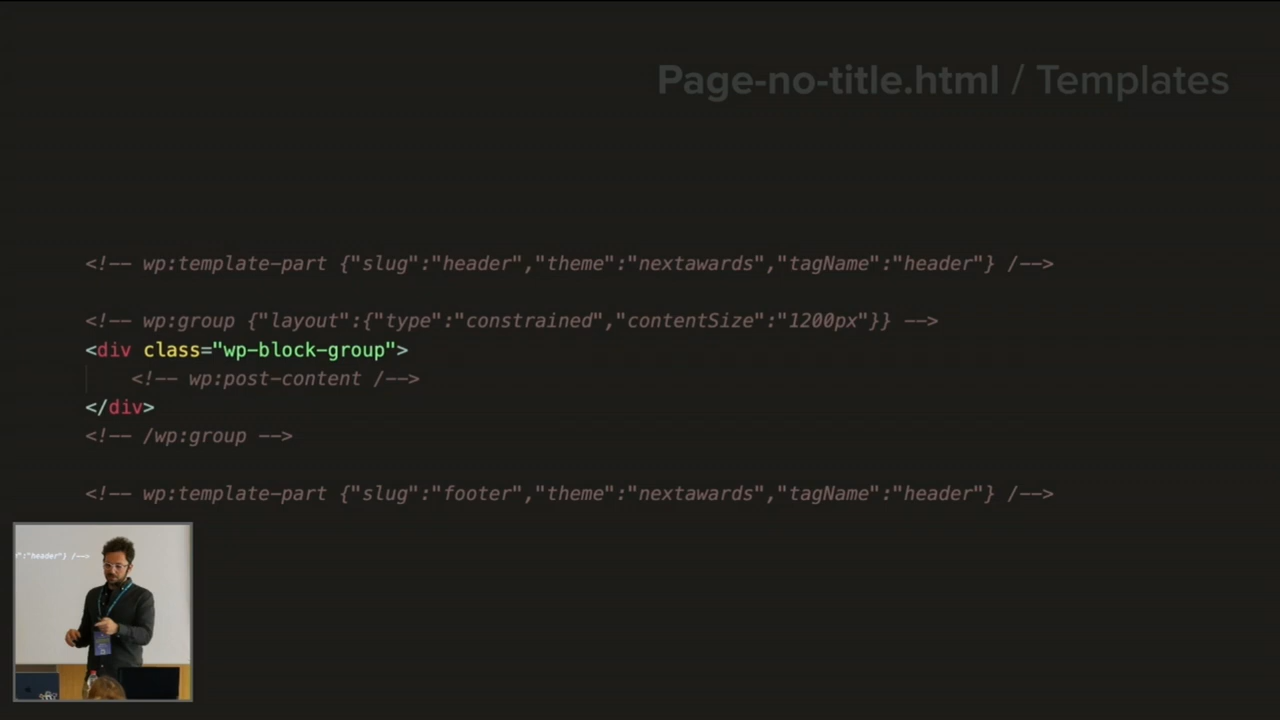 Page-no-title.html / Templates
<!-- wp:template-part {"slug":"header","theme":"nextawards","tagName":"header"} /-->
<!-- wp:group {"layout":{"type":"constrained","contentSize":"1200px"}} -->
<div class="wp-block-group">
<!-- wp:post-content /-->
</div>
<!-- /wp:group -->
<!-- wp:template-part {"slug":"footer","theme":"nextawards","tagName":"header"} /-->
":"header"} /-->